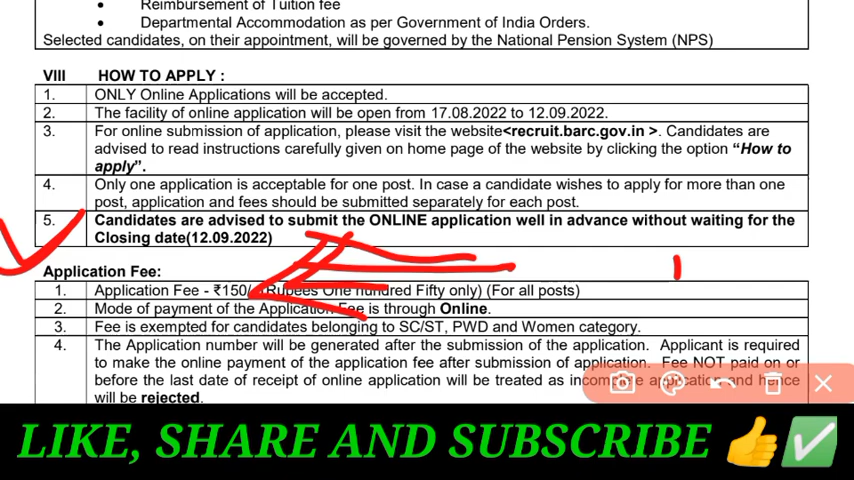 • Reimbursement of Tuition fee
• Departmental Accommodation as per Government of India Orders.
Selected candidates, on their appointment, will be governed by the National Pension System (NPS)
VIII HOW TO APPLY :
1. ONLY Online Applications will be accepted.
2. The facility of online application will be open from 17.08.2022 to 12.09.2022.
3. For online submission of application, please visit the website<recruit.barc.gov.in >. Candidates are
advised to read instructions carefully given on home page of the website by clicking the option “How to
apply”.
4. Only one application is acceptable for one post. In case a candidate wishes to apply for more than one
post, application and fees should be submitted separately for each post.
5. Candidates are advised to submit the ONLINE application well in advance without waiting for the
Closing date(12.09.2022)
Application Fee:
1. Application Fee - ₹150/- (Rupees One hundred Fifty only) (For all posts)
2. Mode of payment of the Application Fee is through Online.
3. Fee is exempted for candidates belonging to SC/ST, PWD and Women category.
4. The Application number will be generated after the submission of the application. Applicant is required
to make the online payment of the application fee after submission of application. Fee NOT paid on or
before the last date of receipt of online application will be treated as incomplete application and hence
will be rejected.
LIKE, SHARE AND SUBSCRIBE 👍✅